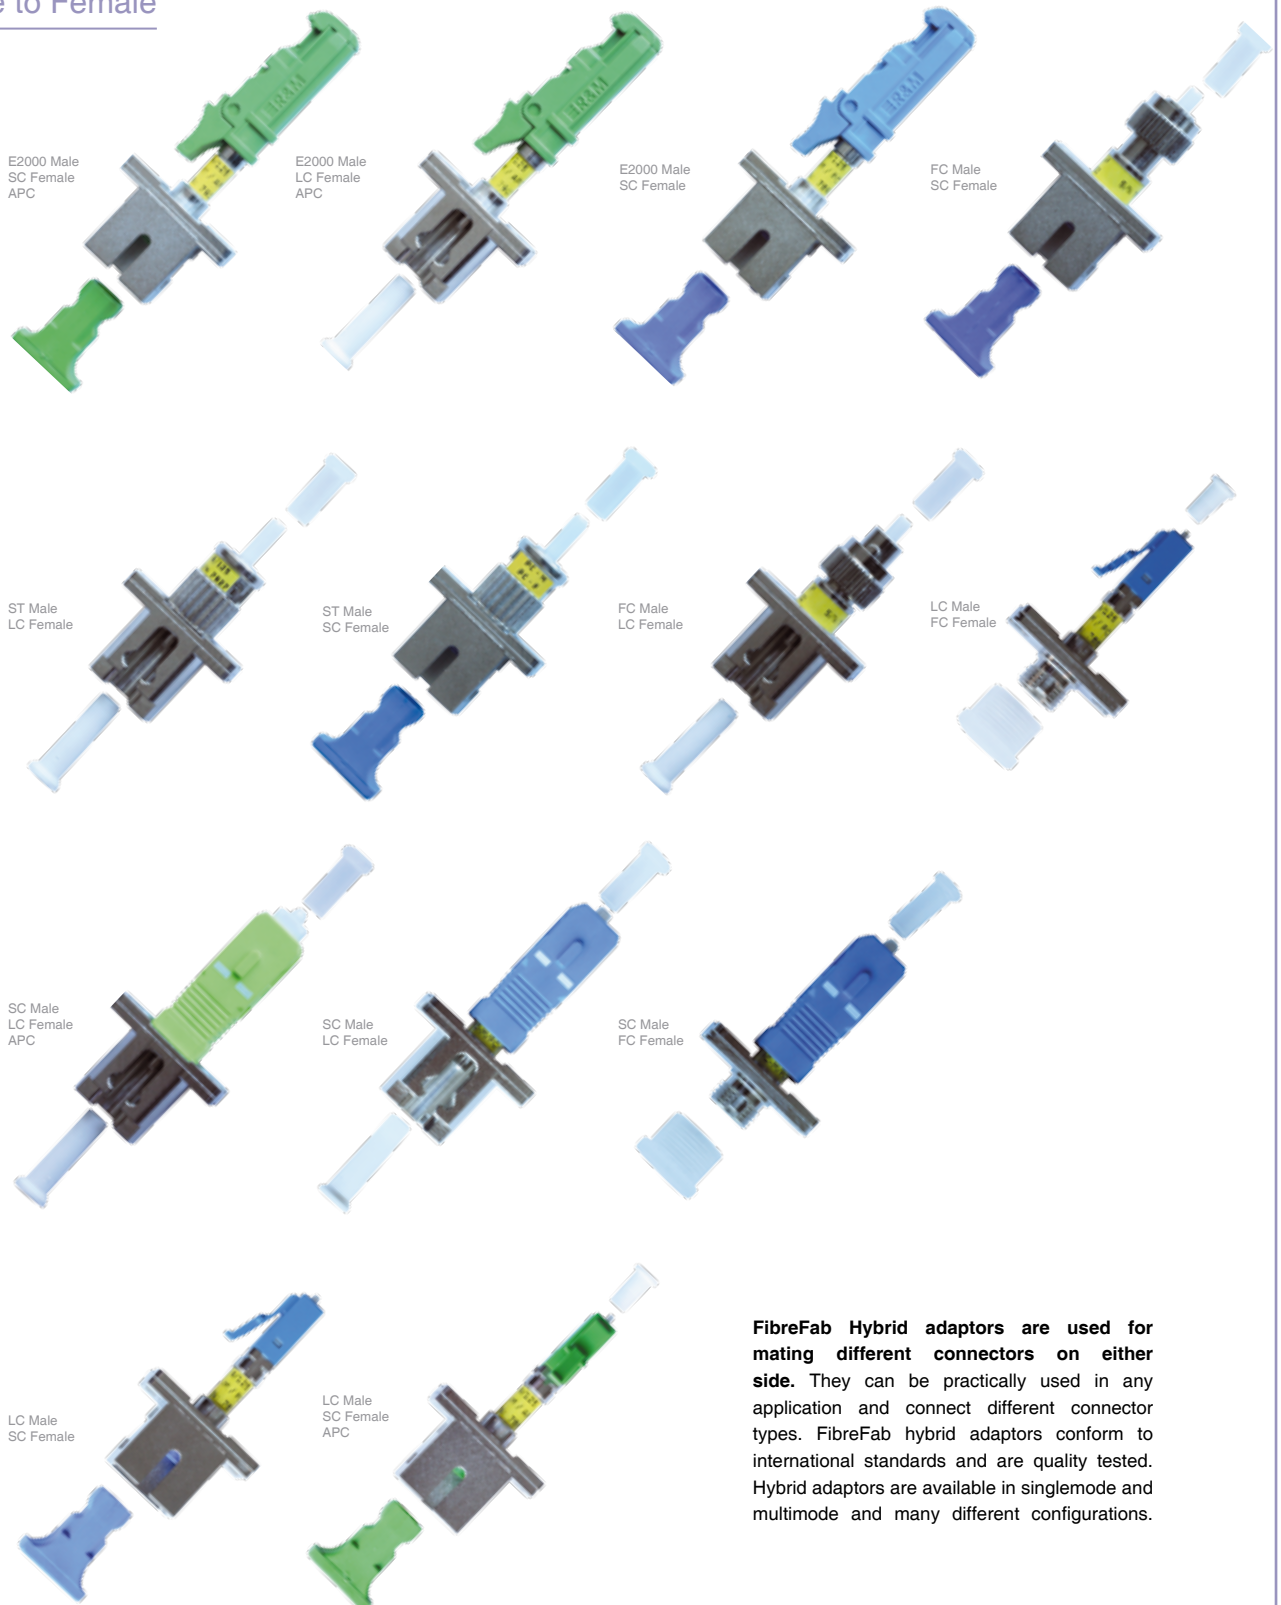 e to Female
E2000 Male
SC Female
APC
E2000 Male
LC Female
APC
E2000 Male
SC Female
FC Male
SC Female
ST Male
LC Female
ST Male
SC Female
FC Male
LC Female
LC Male
FC Female
SC Male
LC Female
APC
SC Male
LC Female
SC Male
FC Female
LC Male
SC Female
LC Male
SC Female
APC
FibreFab Hybrid adaptors are used for
mating different connectors on either
side. They can be practically used in any
application and connect different connector
types. FibreFab hybrid adaptors conform to
international standards and are quality tested.
Hybrid adaptors are available in singlemode and
multimode and many different configurations.